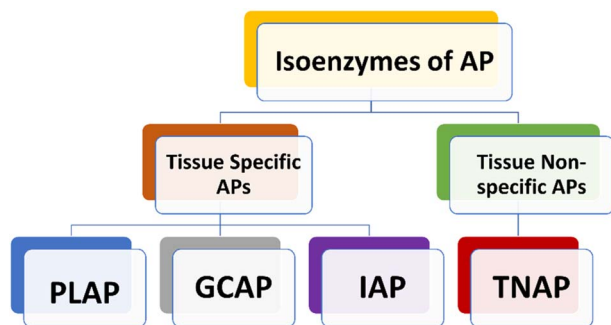 Isoenzymes of AP
Tissue Specific
APs
Tissue Non-
specific APs
PLAP
GCAP
IAP
TNAP